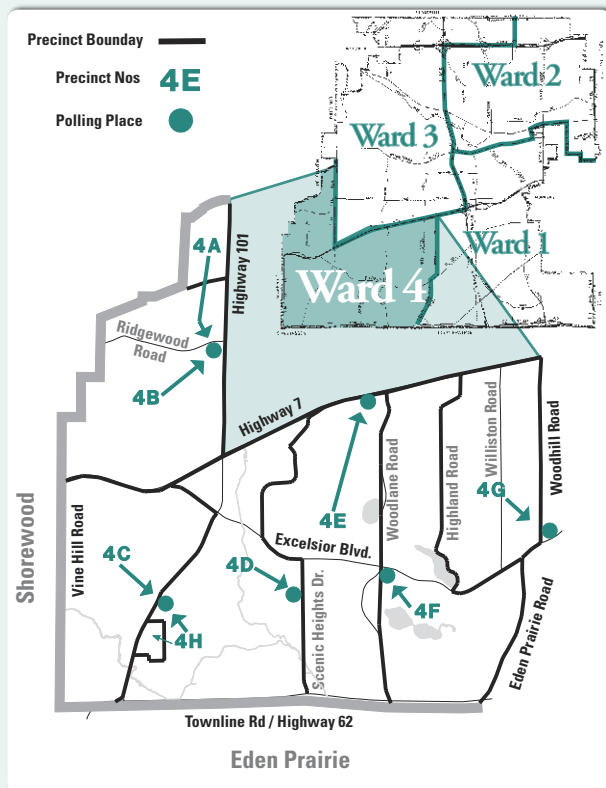 Precinct Bounday
Precinct Nos 4E
Polling Place
Ward 2
Ward 3
Ward 1
Ward 4
4A
Highway 101
Ridgewood
Road
4B
Highway 7
Shorewood
Vine Hill Road
4E
Woodlane Road
Highland Road
Williston Road
Woodhill Road
4G
Excelsior Blvd.
4C
4D
4F
4H
Scenic Heights Dr.
Eden Prairie Road
Townline Rd / Highway 62
Eden Prairie